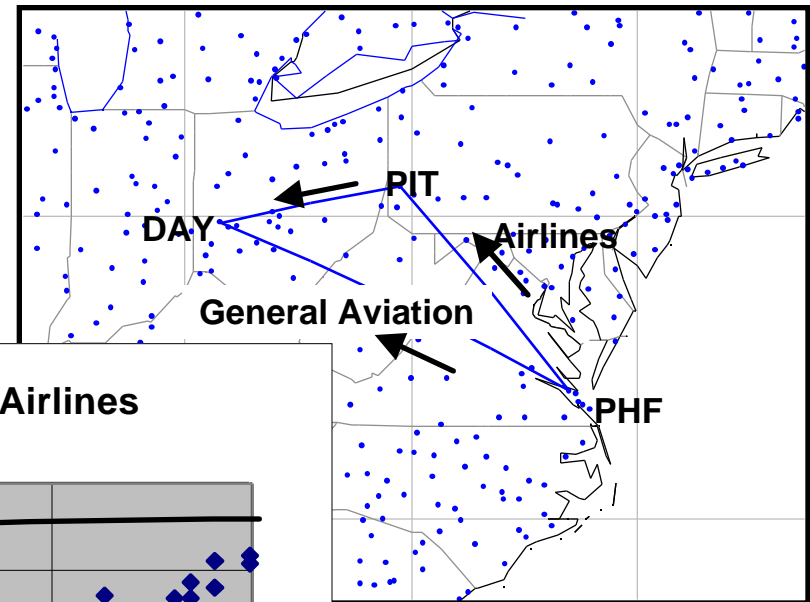 PIT
DAY
Airlines
General Aviation
Airlines
PHF